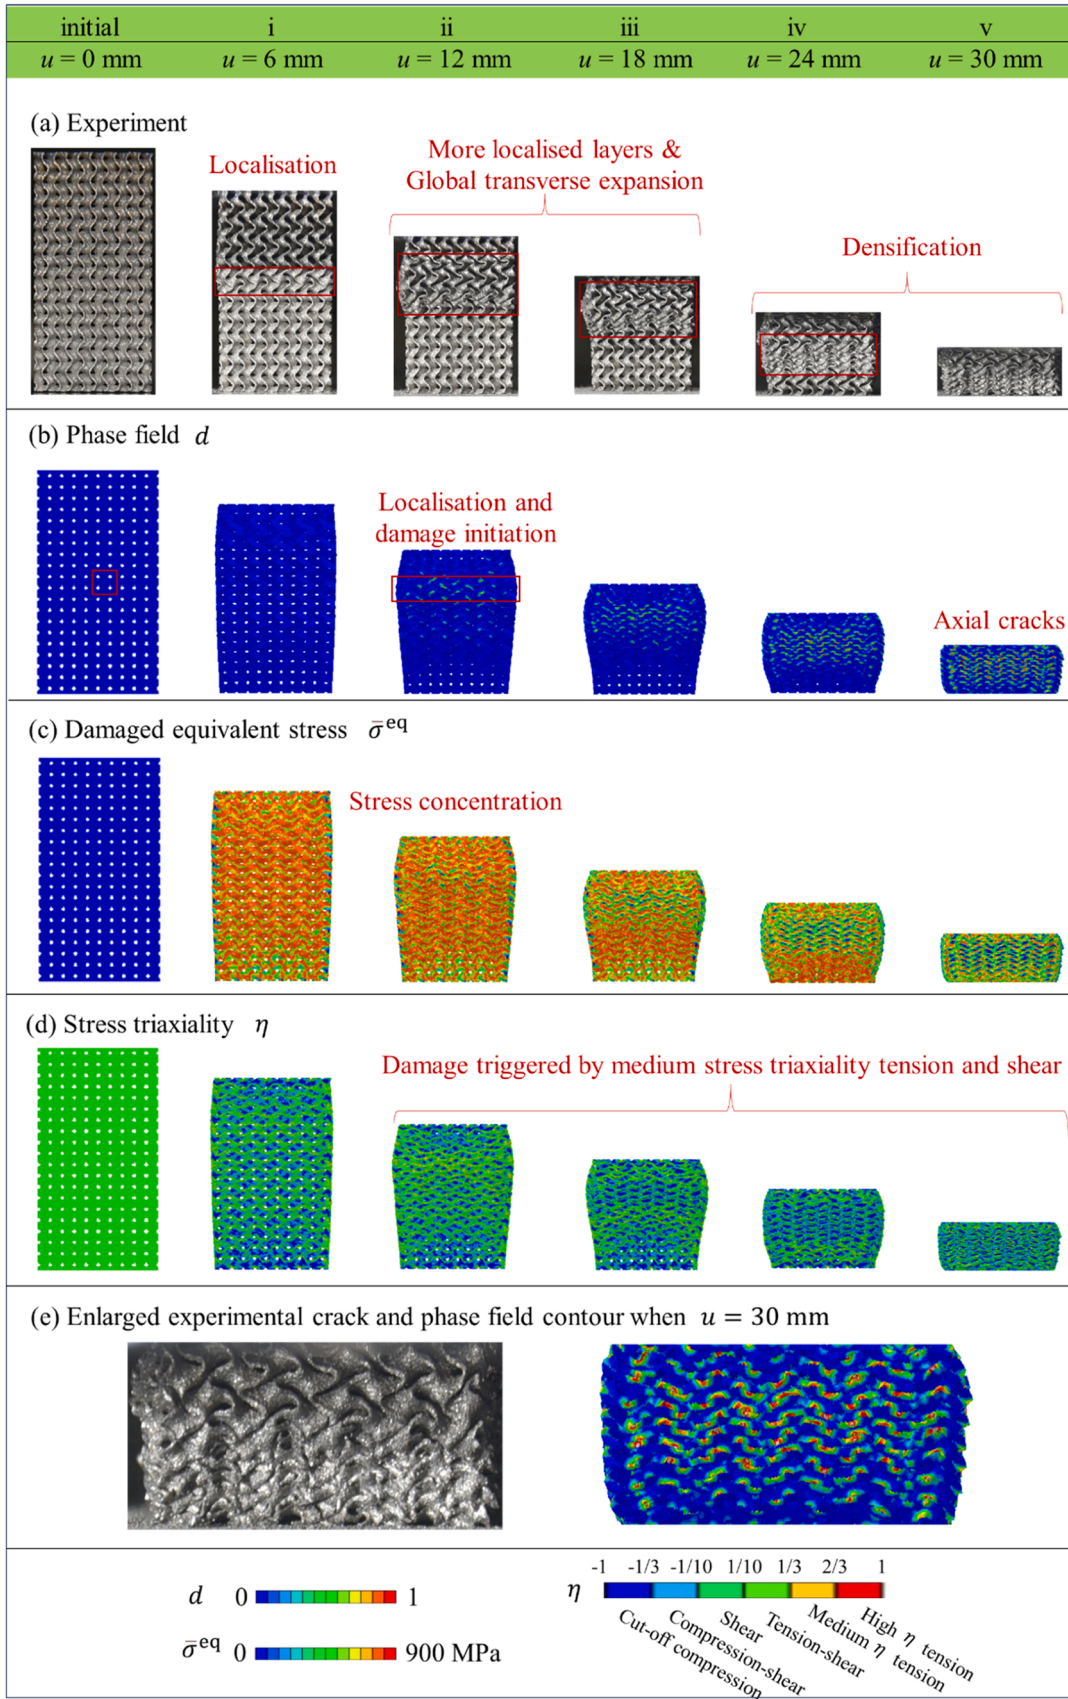 initial i ii iii iv v
u = 0 mm u = 6 mm u = 12 mm u = 18 mm u = 24 mm u = 30 mm
(a) Experiment
Localisation
More localised layers &
Global transverse expansion
Densification
(b) Phase field d
Localisation and
damage initiation
Axial cracks
(c) Damaged equivalent stress σ̄ᵉq
Stress concentration
(d) Stress triaxiality η
Damage triggered by medium stress triaxiality tension and shear
(e) Enlarged experimental crack and phase field contour when u = 30 mm
d 0 1
σ̄ᵉq 0 900 MPa
-1 -1/3 -1/10 1/10 1/3 2/3 1
η
Cut-off compression
Compression-shear
Shear
Tension-shear
Medium η tension
High η tension